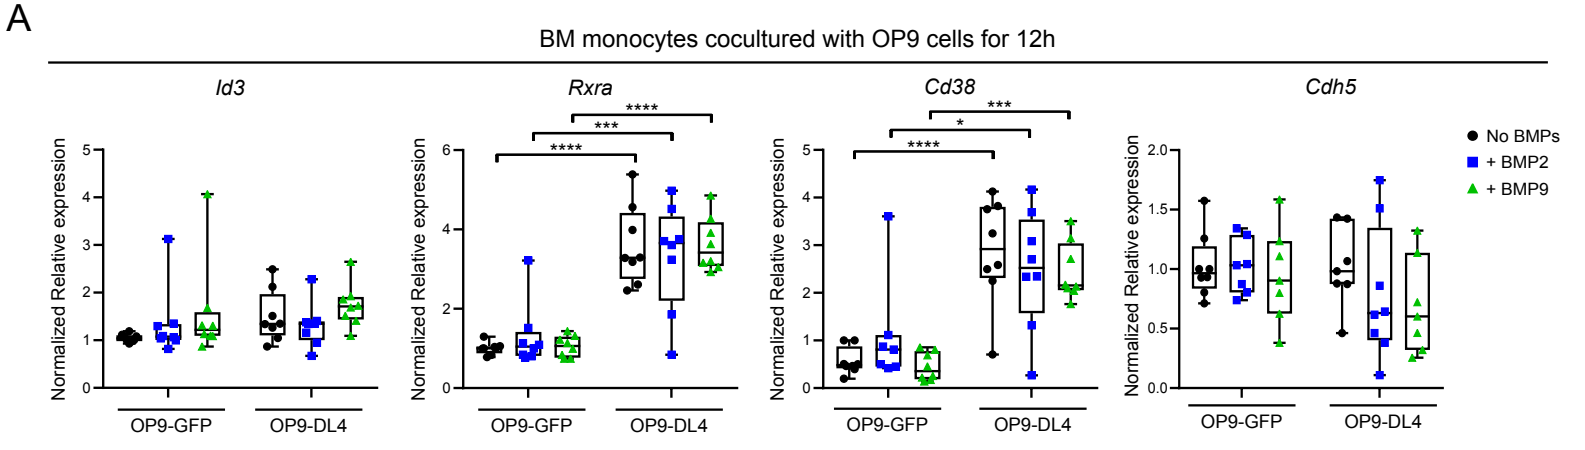 A
BM monocytes cocultured with OP9 cells for 12h
Id3
Normalized Relative expression
5
4
3
2
1
0
OP9-GFP
OP9-DL4
Rxra
Normalized Relative expression
6
4
2
0
****
***
****
OP9-GFP
OP9-DL4
Cd38
Normalized Relative expression
5
4
3
2
1
0
***
*
****
OP9-GFP
OP9-DL4
Cdh5
Normalized Relative expression
2.0
1.5
1.0
0.5
0.0
OP9-GFP
OP9-DL4
No BMPs
+ BMP2
+ BMP9